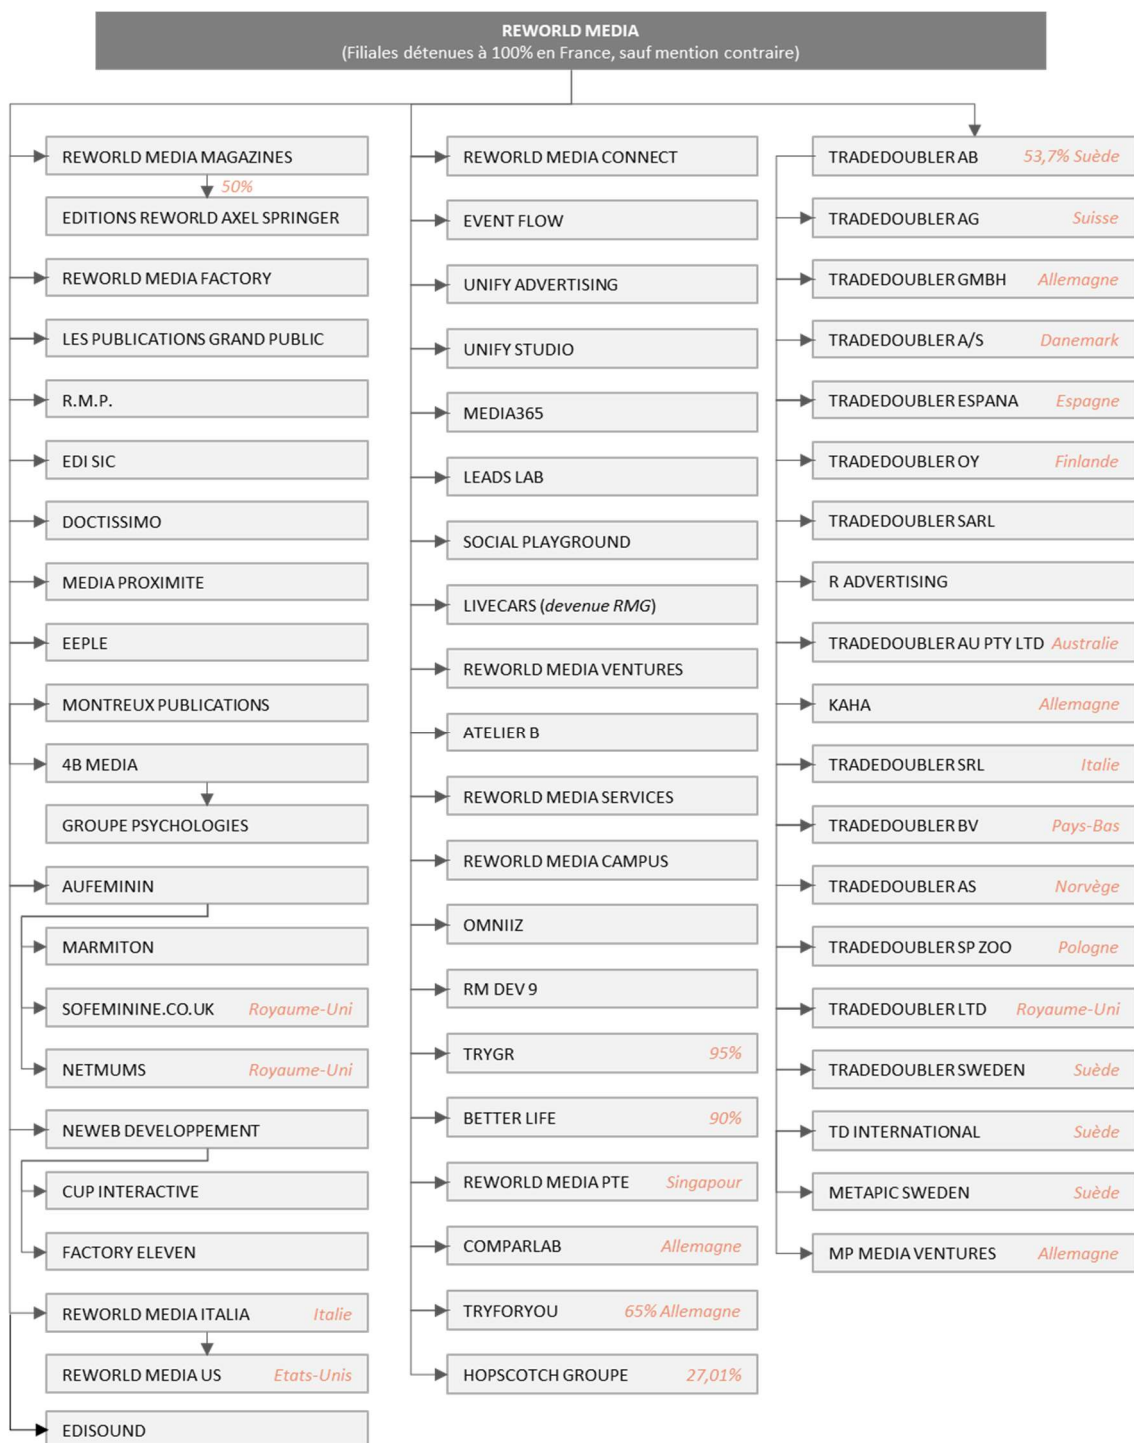 REWORLD MEDIA
(Filiales détenues à 100% en France, sauf mention contraire)
REWORLD MEDIA MAGAZINES
50%
EDITIONS REWORLD AXEL SPRINGER
REWORLD MEDIA FACTORY
LES PUBLICATIONS GRAND PUBLIC
R.M.P.
EDI SIC
DOCTISSIMO
MEDIA PROXIMITE
EEPLE
MONTREUX PUBLICATIONS
4B MEDIA
GROUPE PSYCHOLOGIES
AUFEMININ
MARMITON
SOFEMININE.CO.UK Royaume-Uni
NETMUMS Royaume-Uni
NEWEB DEVELOPPEMENT
CUP INTERACTIVE
FACTORY ELEVEN
REWORLD MEDIA ITALIA Italie
REWORLD MEDIA US Etats-Unis
EDISOUND
REWORLD MEDIA CONNECT
EVENT FLOW
UNIFY ADVERTISING
UNIFY STUDIO
MEDIA365
LEADS LAB
SOCIAL PLAYGROUND
LIVECARS (devenue RMG)
REWORLD MEDIA VENTURES
ATELIER B
REWORLD MEDIA SERVICES
REWORLD MEDIA CAMPUS
OMNIIZ
RM DEV 9
TRYGR 95%
BETTER LIFE 90%
REWORLD MEDIA PTE Singapour
COMPARLAB Allemagne
TRYFORYOU 65% Allemagne
HOPSCOTCH GROUPE 27,01%
TRADEDOUBLER AB 53,7% Suède
TRADEDOUBLER AG Suisse
TRADEDOUBLER GMBH Allemagne
TRADEDOUBLER A/S Danemark
TRADEDOUBLER ESPANA Espagne
TRADEDOUBLER OY Finlande
TRADEDOUBLER SARL
R ADVERTISING
TRADEDOUBLER AU PTY LTD Australie
KAHA Allemagne
TRADEDOUBLER SRL Italie
TRADEDOUBLER BV Pays-Bas
TRADEDOUBLER AS Norvège
TRADEDOUBLER SP ZOO Pologne
TRADEDOUBLER LTD Royaume-Uni
TRADEDOUBLER SWEDEN Suède
TD INTERNATIONAL Suède
METAPIC SWEDEN Suède
MP MEDIA VENTURES Allemagne